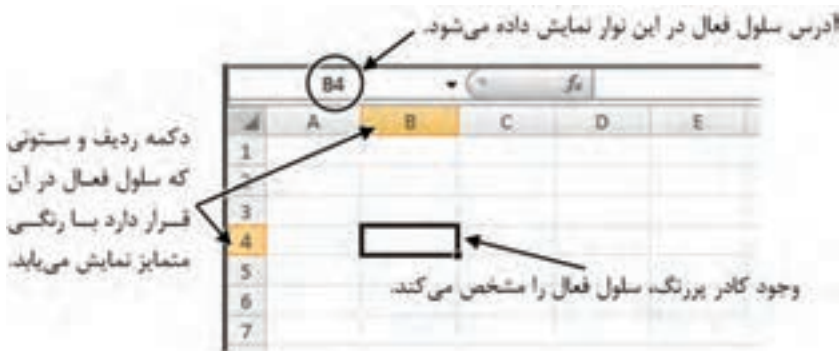 آدرس سلول فعال در این نوار نمایش داده می‌شود.
B4
fx
A B C D E
1
2
3
4
5
6
7
دکمه ردیف و ستونی
که سلول فعال در آن
قرار دارد با رنگی
متمایز نمایش می‌یابد.
وجود کادر پررنگ، سلول فعال را مشخص می‌کند.